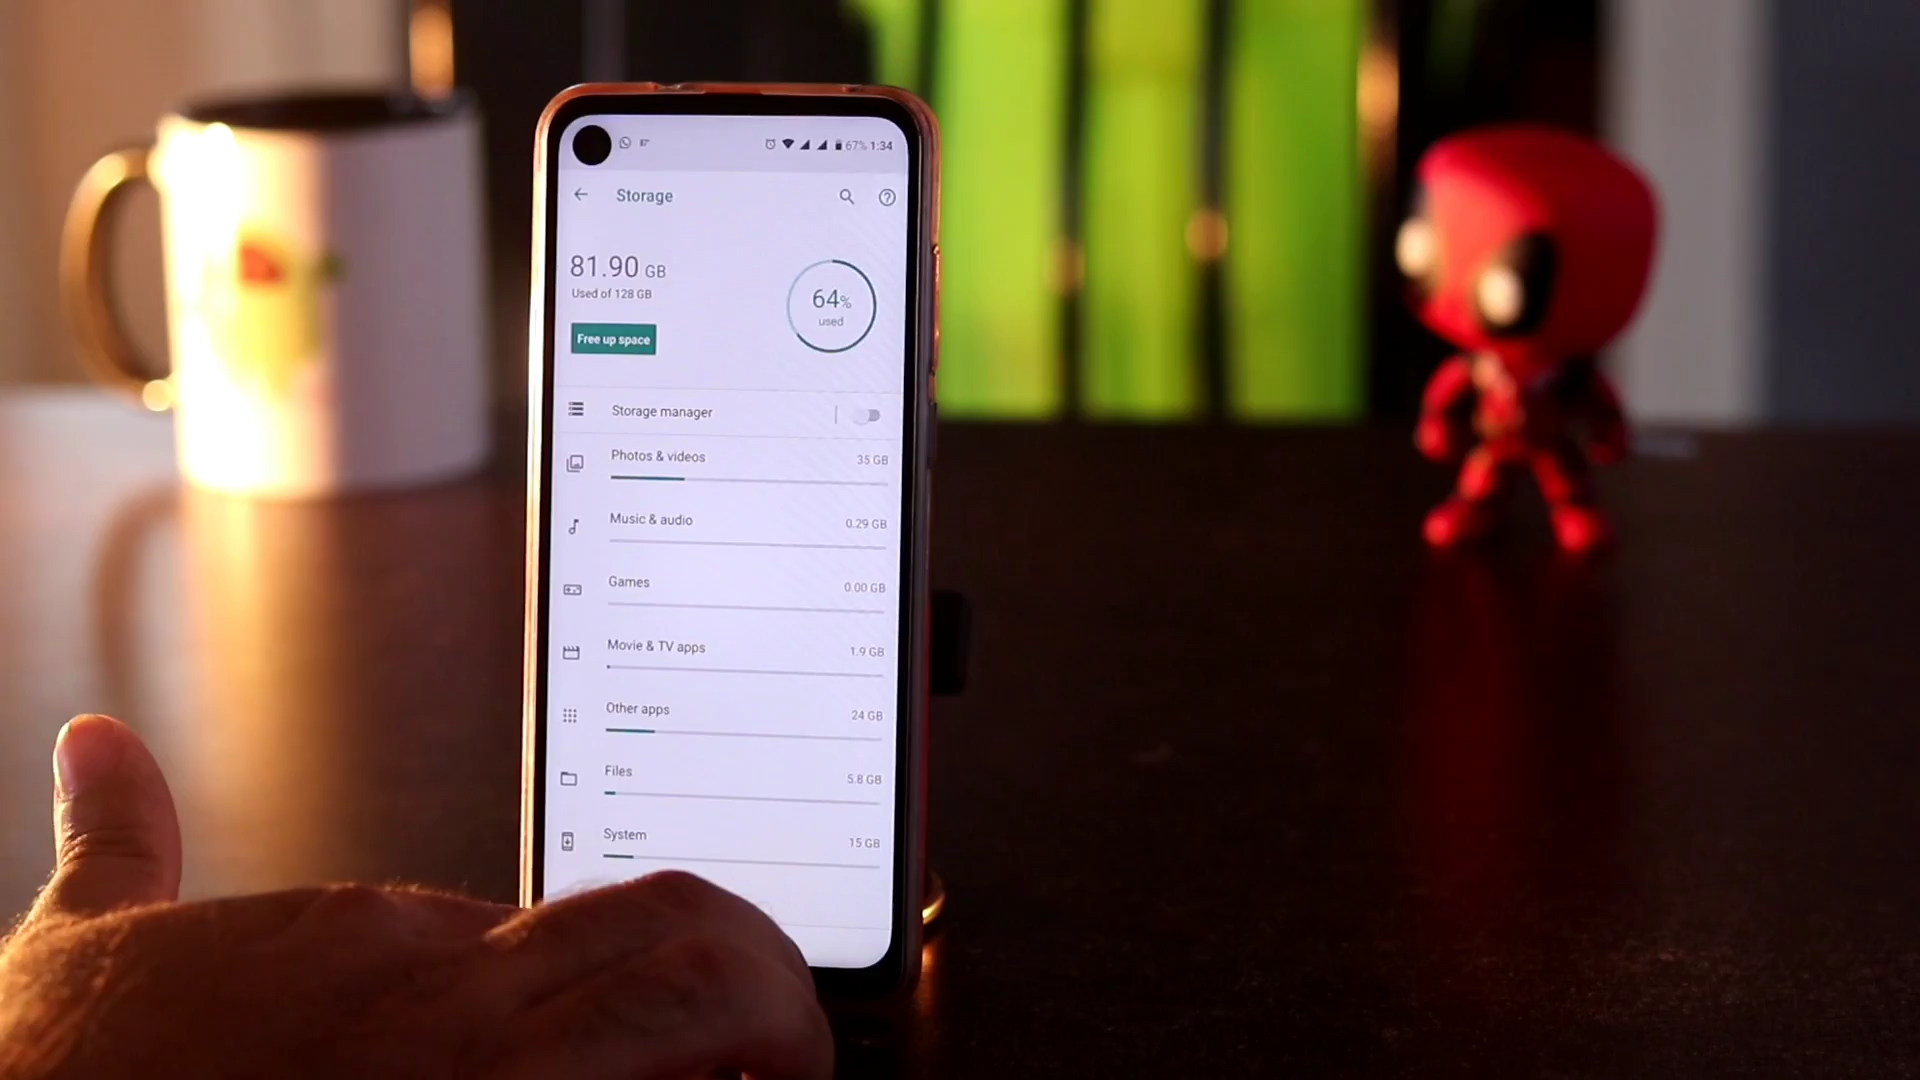 67% 1:34
Storage
81.90 GB
Used of 128 GB
64%
used
Free up space
Storage manager
Photos & videos 35 GB
Music & audio 0.29 GB
Games 0.00 GB
Movie & TV apps 1.9 GB
Other apps 24 GB
Files 5.8 GB
System 15 GB